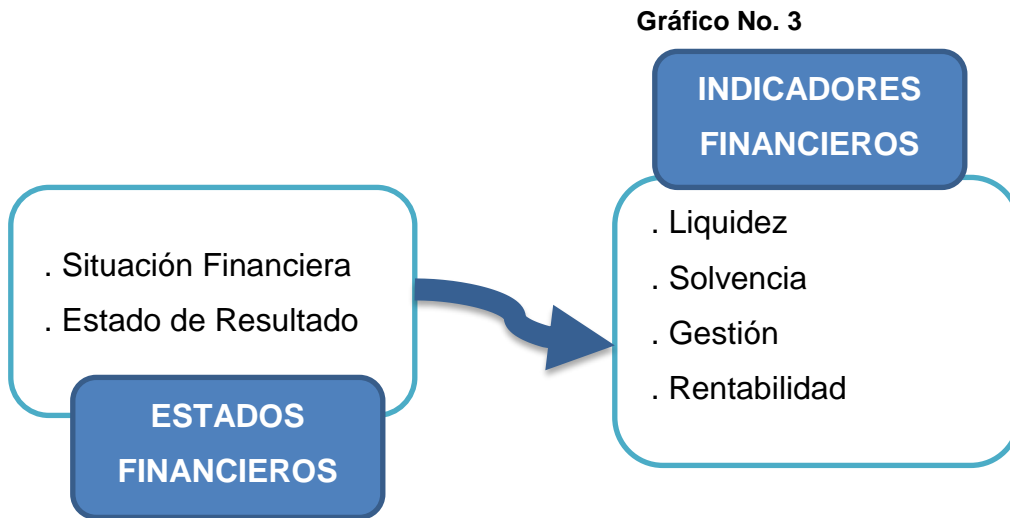 Gráfico No. 3
INDICADORES
FINANCIEROS
. Situación Financiera
. Estado de Resultado
ESTADOS
FINANCIEROS
. Liquidez
. Solvencia
. Gestión
. Rentabilidad